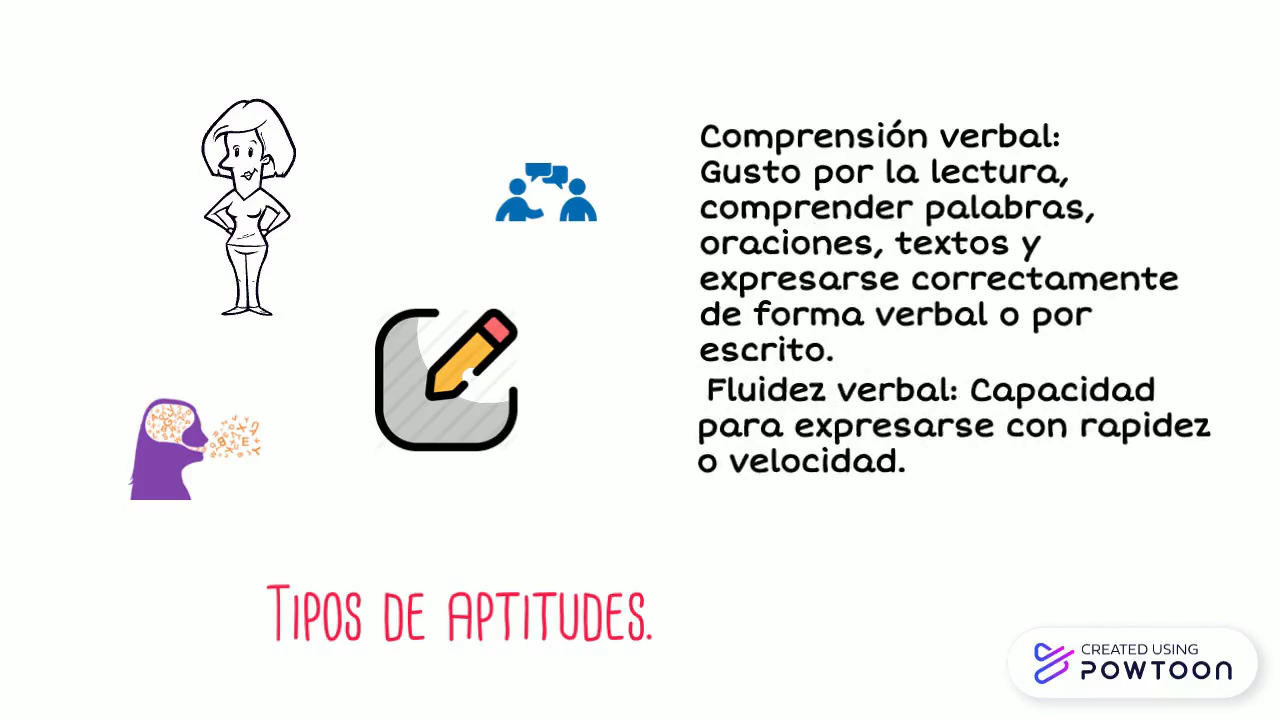 Comprensión verbal:
Gusto por la lectura,
comprender palabras,
oraciones, textos y
expresarse correctamente
de forma verbal o por
escrito.
Fluidez verbal: Capacidad
para expresarse con rapidez
o velocidad.
TIPOS DE APTITUDES.
CREATED USING
POWTOON